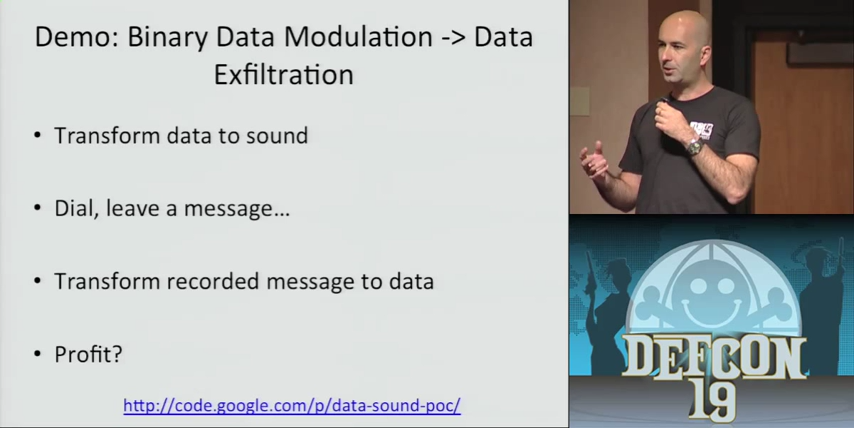 Demo: Binary Data Modulation -> Data
Exfiltration
• Transform data to sound
• Dial, leave a message...
• Transform recorded message to data
• Profit?
http://code.google.com/p/data-sound-poc/
DEFCON
19